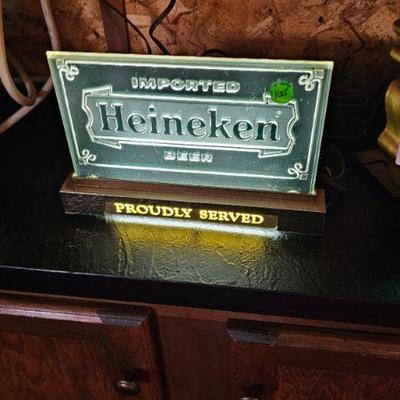 IMPORTED
Heineken
BEER
PROUDLY SERVED